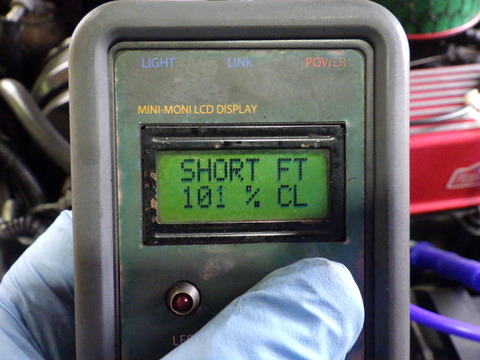 LIGHT LINK POWER
MINI-MONI LCD DISPLAY
SHORT FT
101 % CL